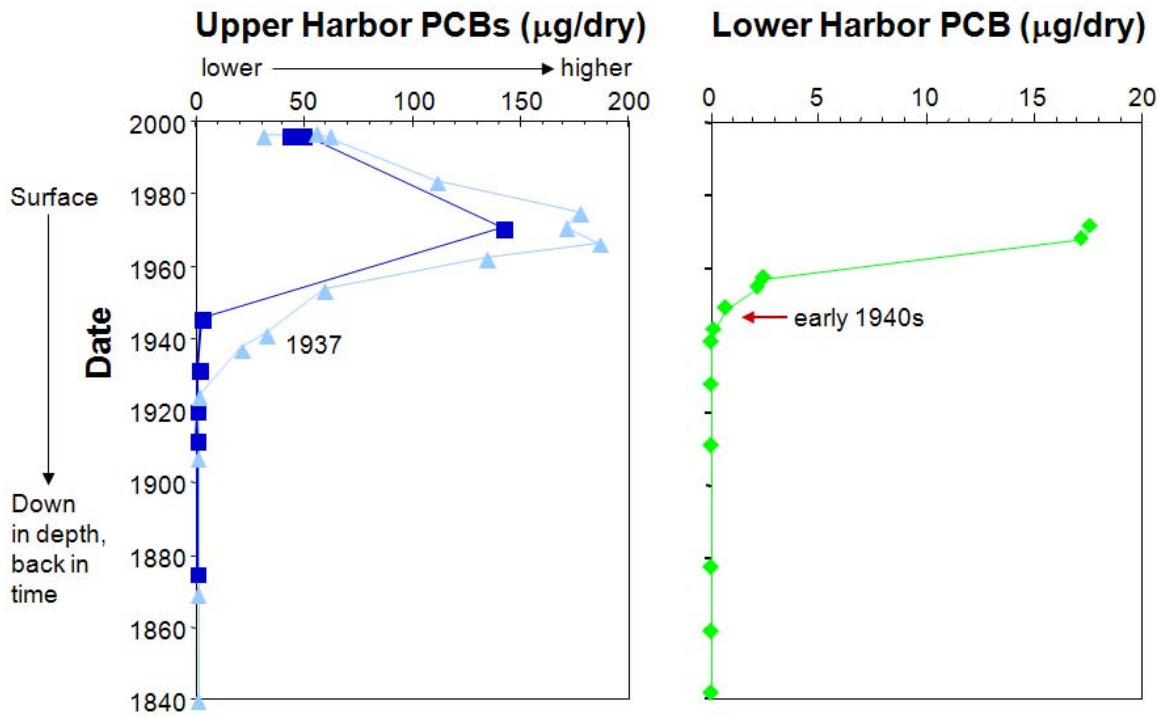 Upper Harbor PCBs (μg/dry)
Lower Harbor PCB (μg/dry)
lower
higher
0 50 100 150 200
0 5 10 15 20
2000
1980
1960
1940
1920
1900
1880
1860
1840
Date
Surface
Down
in depth,
back in
time
1937
early 1940s